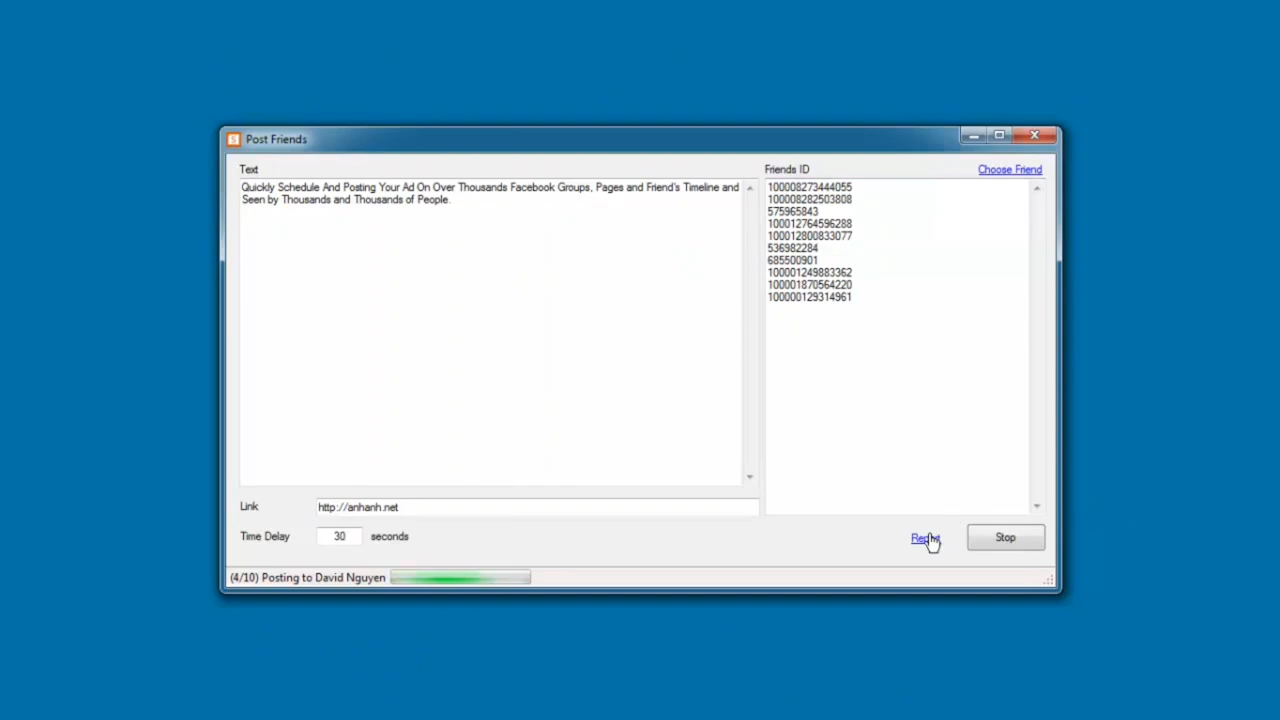 Post Friends
Text
Quickly Schedule And Posting Your Ad On Over Thousands Facebook Groups, Pages and Friend's Timeline and
Seen by Thousands and Thousands of People.
Friends ID
Choose Friend
100008273444055
100008282503808
575965843
100012764596288
100012800833077
536982284
685500901
100001249883362
100001870564220
100000129314961
Link
http://anhanh.net
Time Delay
30
seconds
Stop
(4/10) Posting to David Nguyen